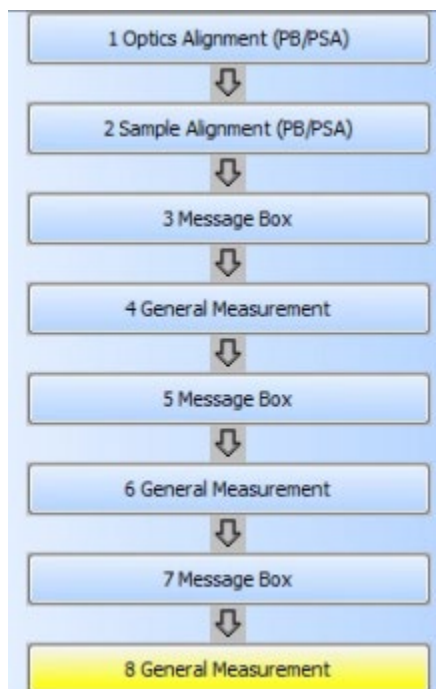 1 Optics Alignment (PB/PSA)
2 Sample Alignment (PB/PSA)
3 Message Box
4 General Measurement
5 Message Box
6 General Measurement
7 Message Box
8 General Measurement